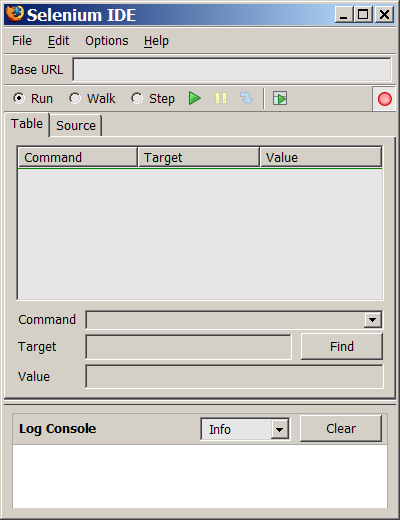 Selenium IDE
File Edit Options Help
Base URL
Run Walk Step
Table Source
Command Target Value
Command
Target Find
Value
Log Console Info Clear